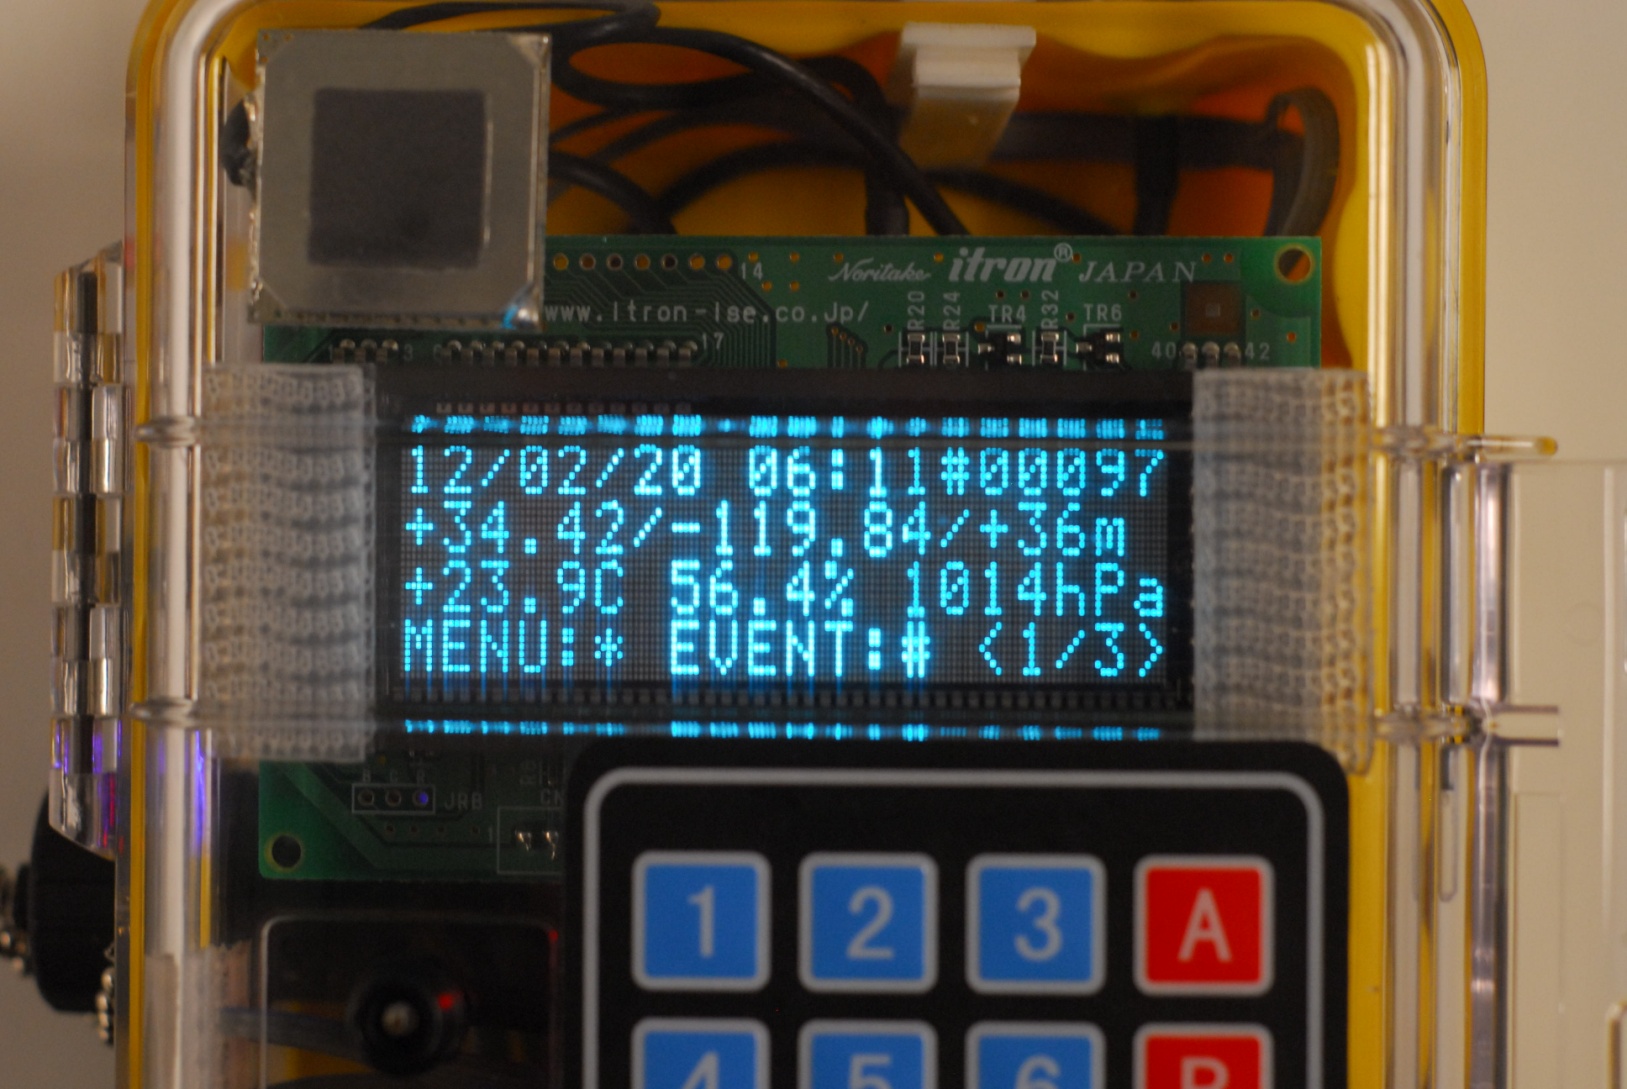 Noritake itron® JAPAN
14
www.itron-ise.co.jp/
R20 R24 TR4 R32 TR6
3 17 40 42
12/02/20 06:11#00097
+34.42/-119.84/+36m
+23.9C 56.4% 1014hPa
MENU:* EVENT:# <1/3>
JRB
1 2 3 A
4 5 6 B